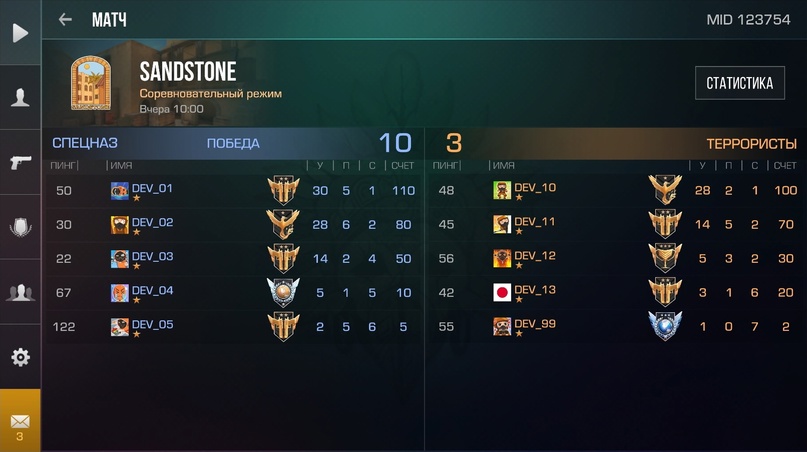 МАТЧ
MID 123754
SANDSTONE
Соревновательный режим
Вчера 10:00
СТАТИСТИКА
СПЕЦНАЗ ПОБЕДА 10
3 ТЕРРОРИСТЫ
ПИНГ ИМЯ У П С СЧЕТ
50 DEV_01 30 5 1 110
30 DEV_02 28 6 2 80
22 DEV_03 14 2 4 50
67 DEV_04 5 1 5 10
122 DEV_05 2 5 6 5
ПИНГ ИМЯ У П С СЧЕТ
48 DEV_10 28 2 1 100
45 DEV_11 14 5 2 70
56 DEV_12 5 3 2 30
42 DEV_13 3 1 6 20
55 DEV_99 1 0 7 2
3